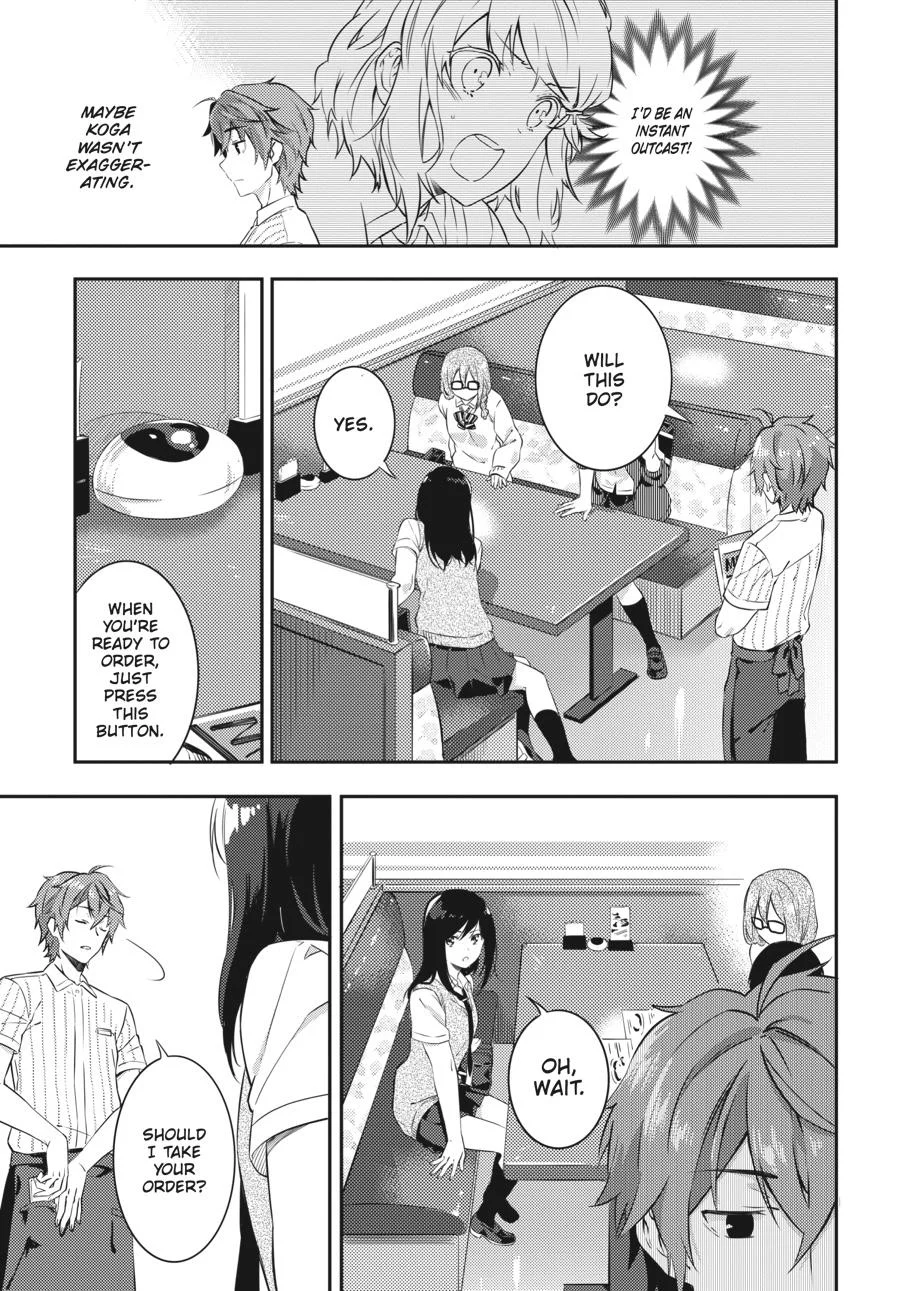 I'D BE AN
INSTANT
OUTCAST!
MAYBE
KOGA
WASN'T
EXAGGER-
ATING.
WILL
THIS
DO?
YES.
WHEN
YOU'RE
READY TO
ORDER,
JUST
PRESS
THIS
BUTTON.
OH,
WAIT.
SHOULD
I TAKE
YOUR
ORDER?